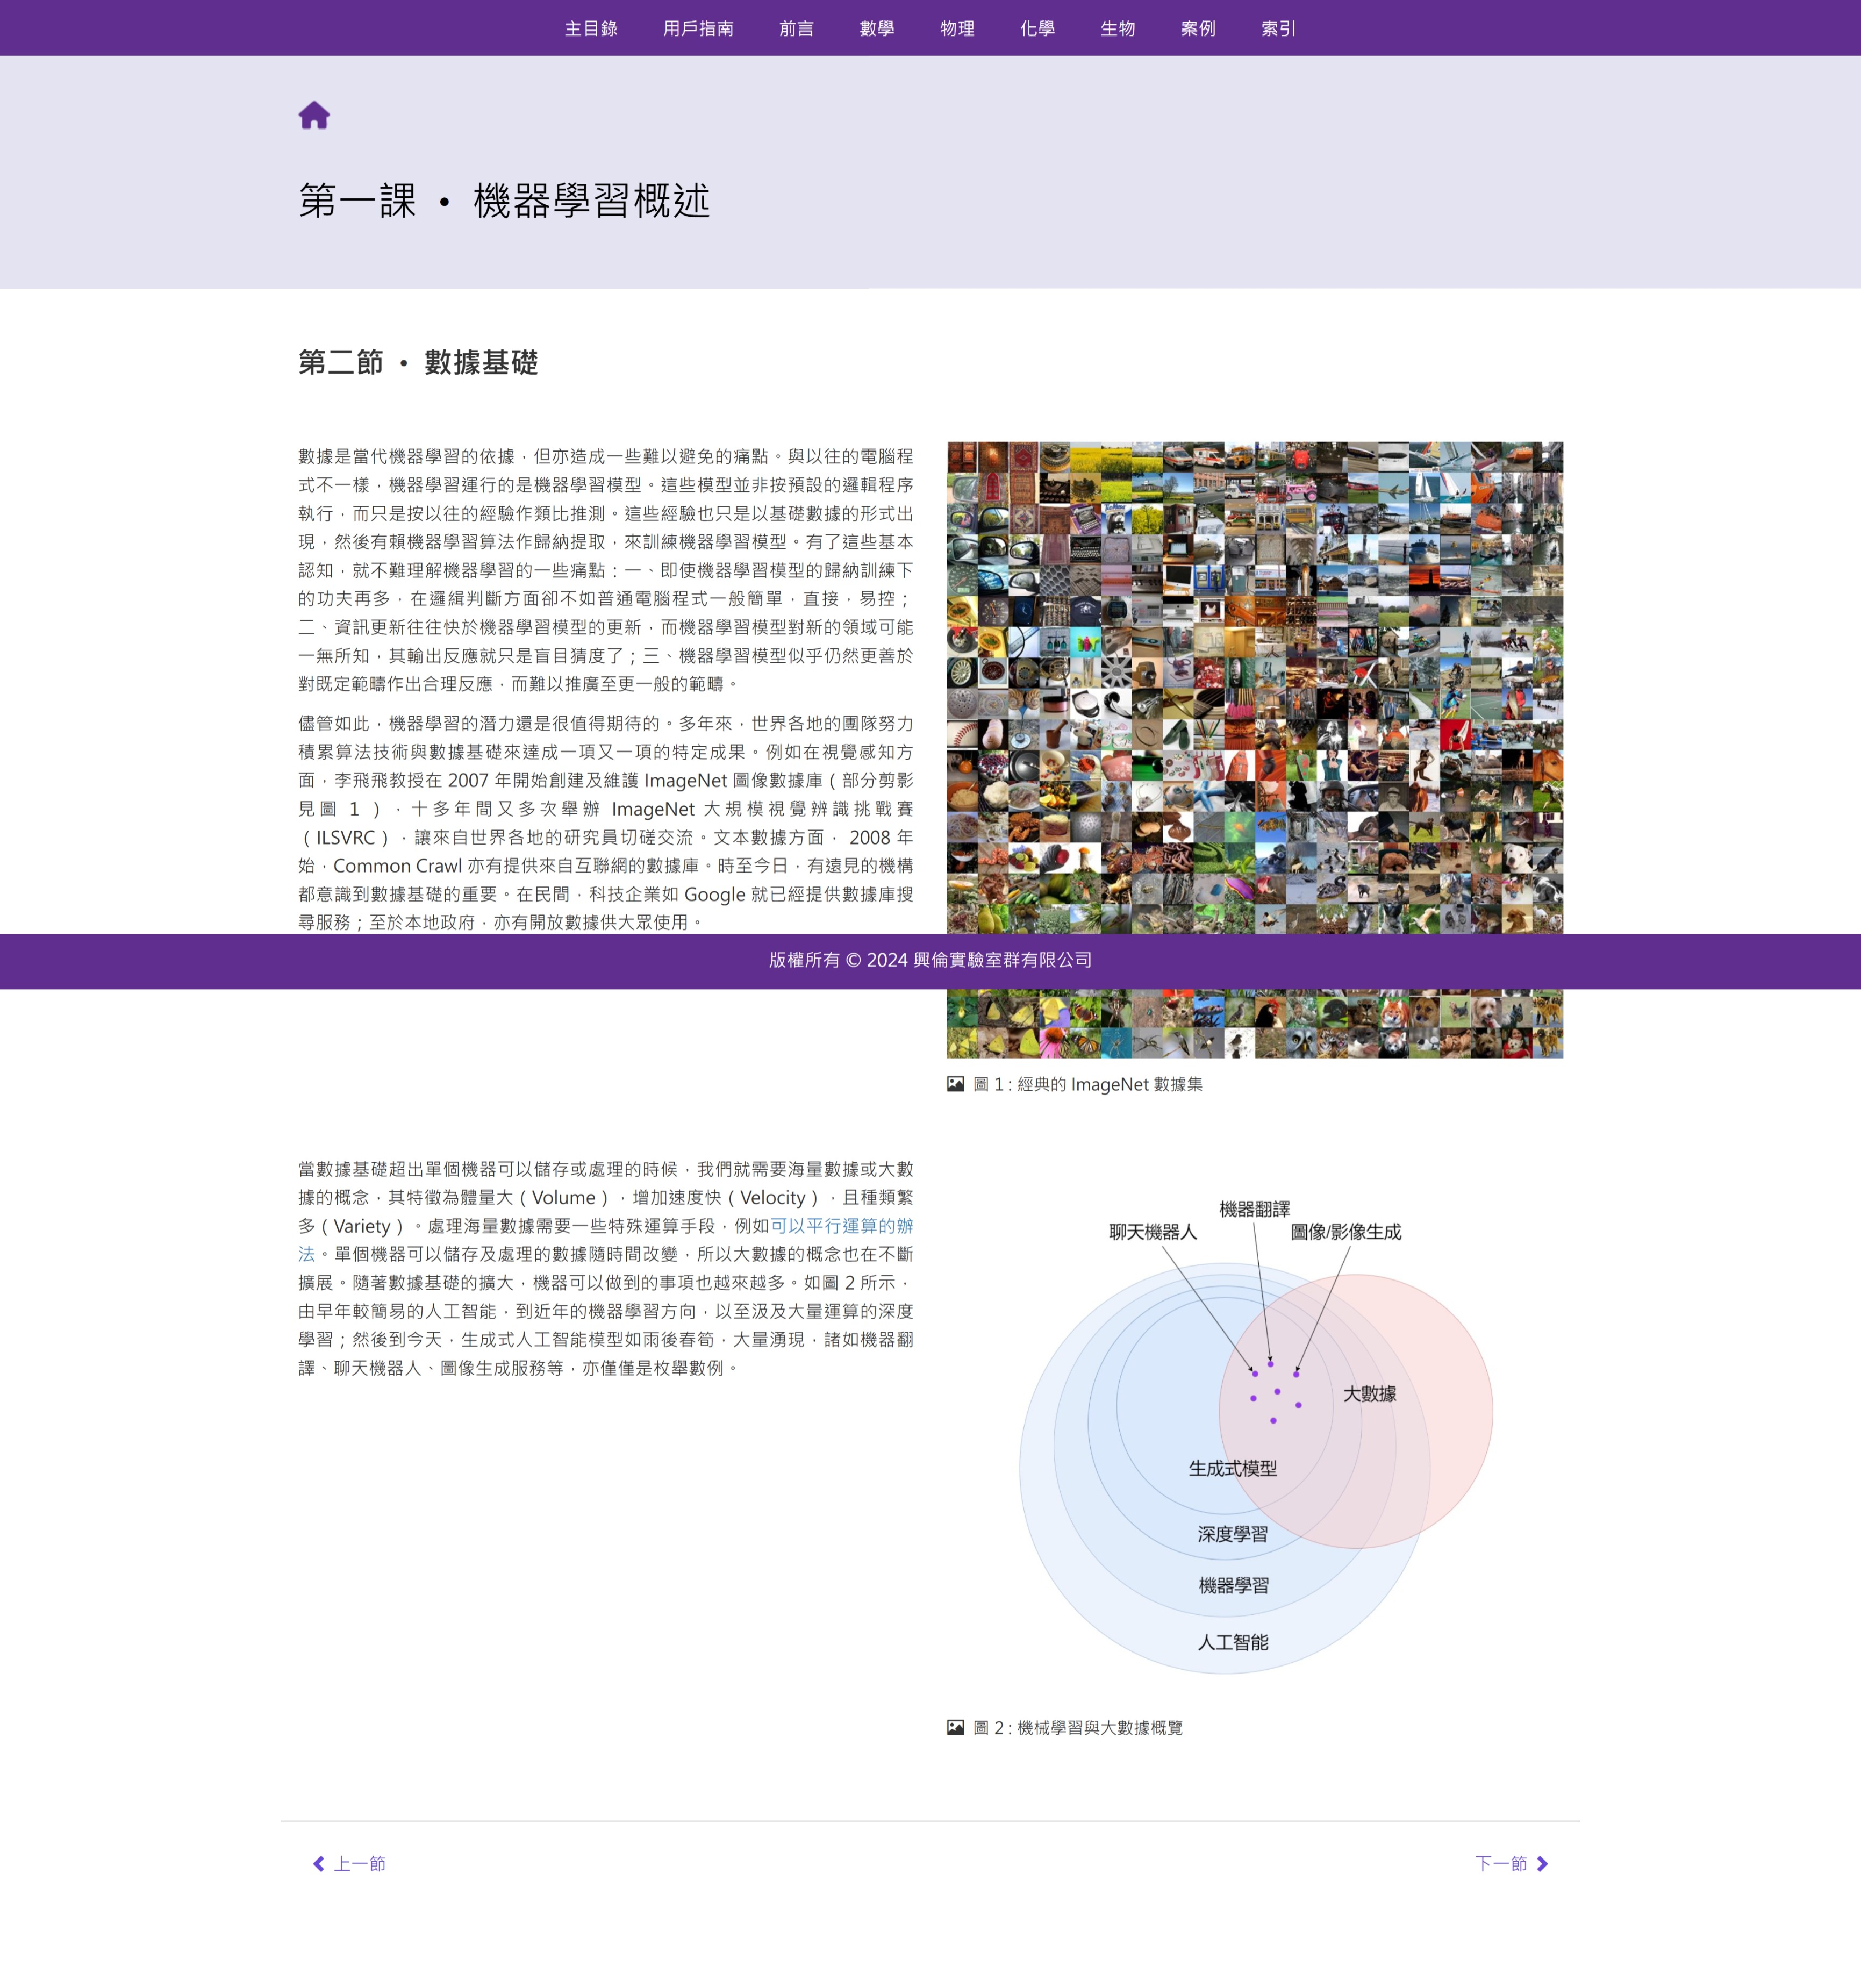 主目錄 用戶指南 前言 數學 物理 化學 生物 案例 索引
第一課 • 機器學習概述
第二節 • 數據基礎
數據是當代機器學習的依據，但亦造成一些難以避免的痛點。與以往的電腦程
式不一樣，機器學習運行的是機器學習模型。這些模型並非按預設的邏輯程序
執行，而只是按以往的經驗作類比推測。這些經驗也只是以基礎數據的形式出
現，然後有賴機器學習算法作歸納提取，來訓練機器學習模型。有了這些基本
認知，就不難理解機器學習的一些痛點：一、即使機器學習模型的歸納訓練下
的功夫再多，在邏緝判斷方面卻不如普通電腦程式一般簡單，直接，易控；
二、資訊更新往往快於機器學習模型的更新，而機器學習模型對新的領域可能
一無所知，其輸出反應就只是盲目猜度了；三、機器學習模型似乎仍然更善於
對既定範疇作出合理反應，而難以推廣至更一般的範疇。
儘管如此，機器學習的潛力還是很值得期待的。多年來，世界各地的團隊努力
積累算法技術與數據基礎來達成一項又一項的特定成果。例如在視覺感知方
面，李飛飛教授在 2007 年開始創建及維護 ImageNet 圖像數據庫（部分剪影
見圖 1 ），十多年間又多次舉辦 ImageNet 大規模視覺辨識挑戰賽
（ILSVRC），讓來自世界各地的研究員切磋交流。文本數據方面， 2008 年
始，Common Crawl 亦有提供來自互聯網的數據庫。時至今日，有遠見的機構
都意識到數據基礎的重要。在民間，科技企業如 Google 就已經提供數據庫搜
尋服務；至於本地政府，亦有開放數據供大眾使用。
版權所有 © 2024 興倫實驗室群有限公司
圖 1 : 經典的 ImageNet 數據集
當數據基礎超出單個機器可以儲存或處理的時候，我們就需要海量數據或大數
據的概念，其特徵為體量大（Volume），增加速度快（Velocity），且種類繁
多（Variety）。處理海量數據需要一些特殊運算手段，例如可以平行運算的辦
法。單個機器可以儲存及處理的數據隨時間改變，所以大數據的概念也在不斷
擴展。隨著數據基礎的擴大，機器可以做到的事項也越來越多。如圖 2 所示，
由早年較簡易的人工智能，到近年的機器學習方向，以至汲及大量運算的深度
學習；然後到今天，生成式人工智能模型如雨後春筍，大量湧現，諸如機器翻
譯、聊天機器人、圖像生成服務等，亦僅僅是枚舉數例。
機器翻譯
聊天機器人 圖像/影像生成
大數據
生成式模型
深度學習
機器學習
人工智能
圖 2 : 機械學習與大數據概覽
上一節 下一節